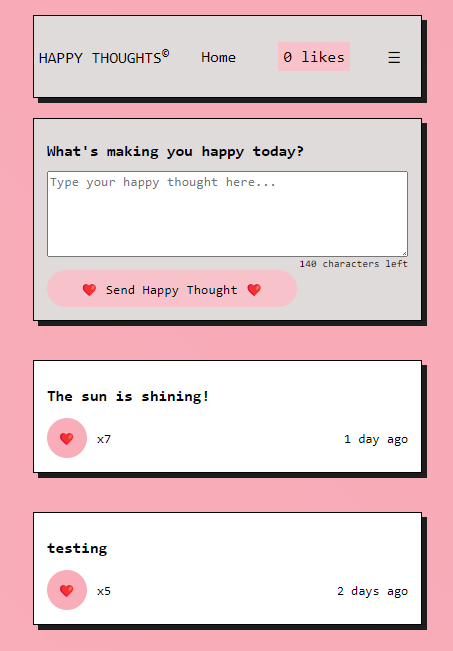 HAPPY THOUGHTS© Home 0 likes ☰
What's making you happy today?
Type your happy thought here...
140 characters left
❤️ Send Happy Thought ❤️
The sun is shining!
❤️ x7 1 day ago
testing
❤️ x5 2 days ago